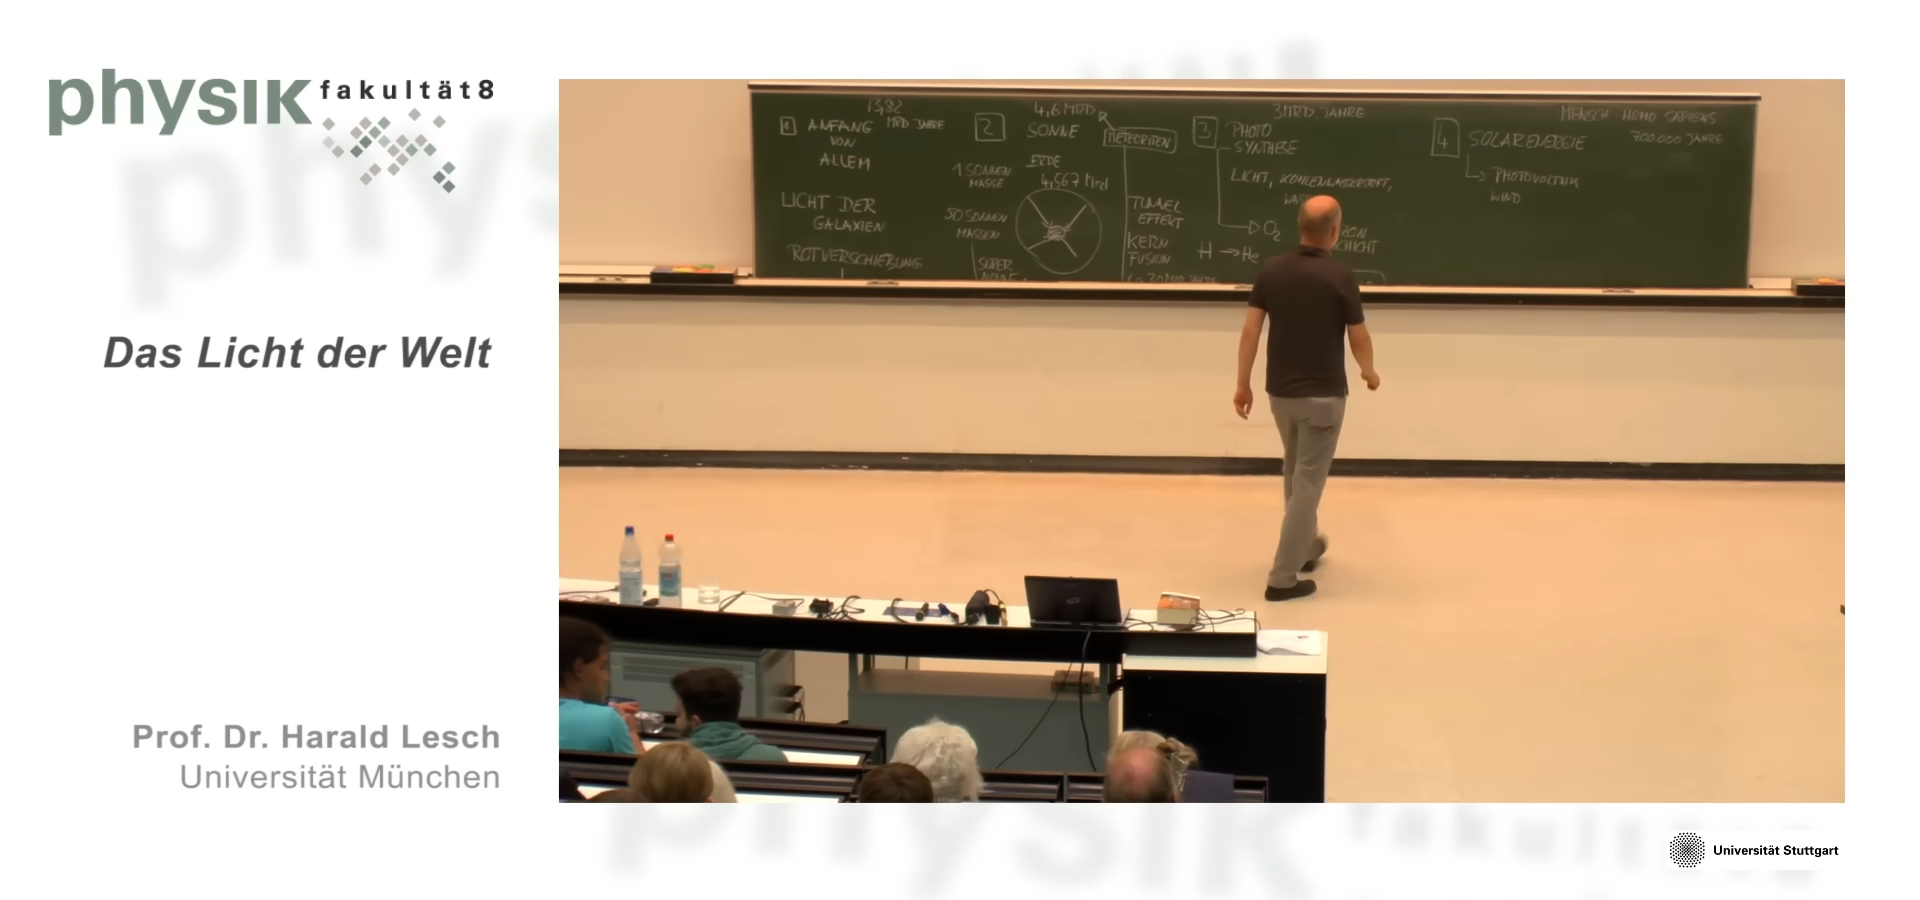 physik fakultät8
Das Licht der Welt
Prof. Dr. Harald Lesch
Universität München
1 ANFANG
VON
ALLEM
13,82
MRD JAHRE
LICHT DER
GALAXIEN
ROTVERSCHIEBUNG
2 SONNE
4,6 MRD
METEORITEN
ERDE
4,567 Mrd
1 SONNEN
MASSE
50 SONNEN
MASSEN
SUPER
TUNNEL
EFFEKT
KERN
FUSION
3 PHOTO
SYNTHESE
3 MRD JAHRE
LICHT, KOHLENWASSERSTOFF,
O2
H → He
4 SOLARENERGIE
PHOTOVOLTAIK
WIND
MENSCH HOMO SAPIENS
700.000 JAHRE
Universität Stuttgart